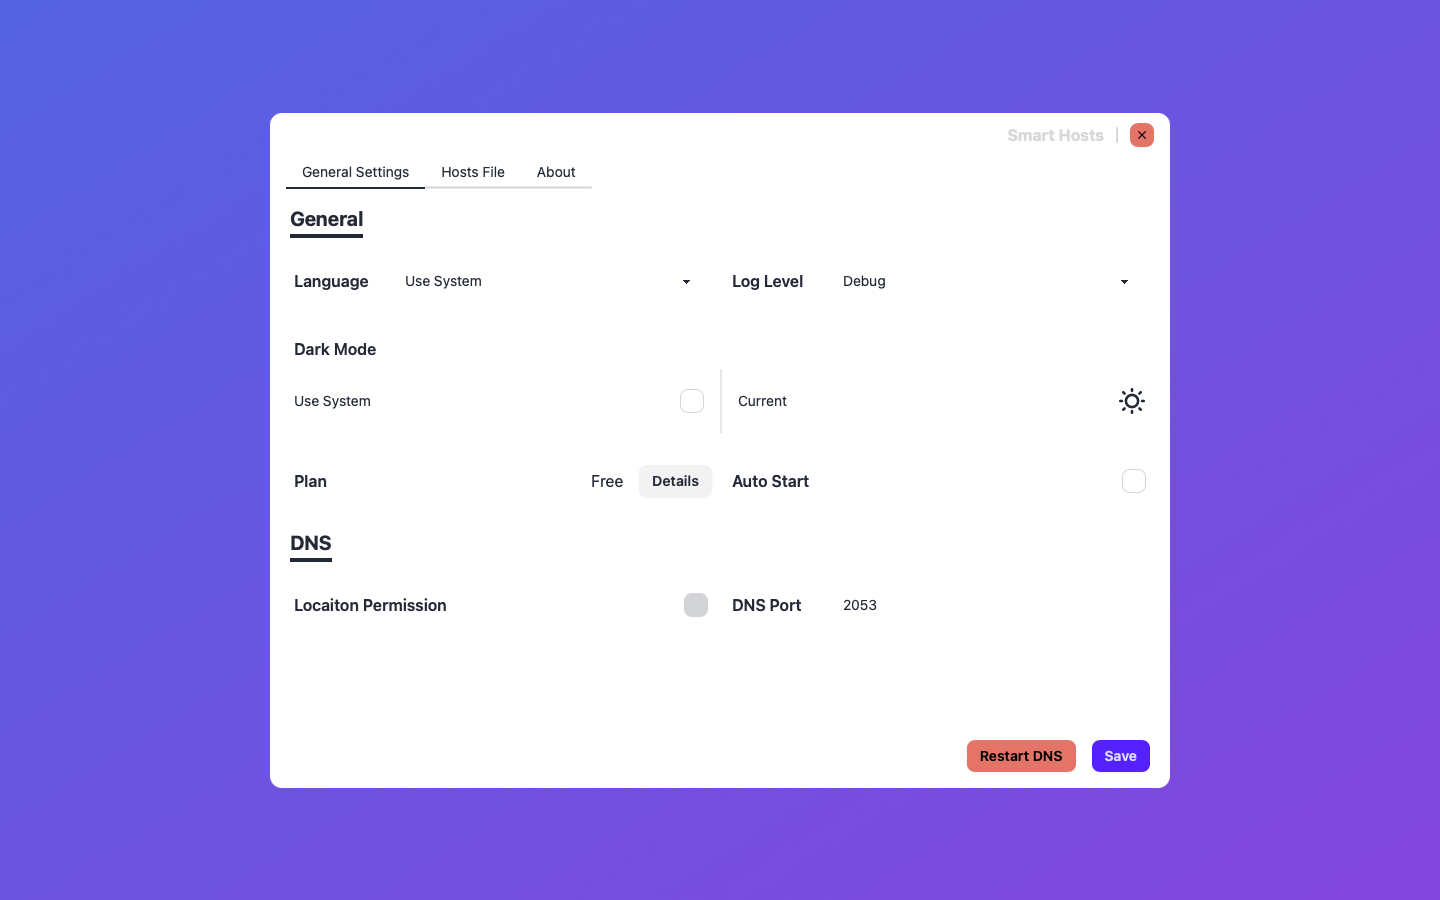 Smart Hosts
General Settings Hosts File About
General
Language Use System Log Level Debug
Dark Mode
Use System Current
Plan Free Details Auto Start
DNS
Locaiton Permission DNS Port 2053
Restart DNS Save